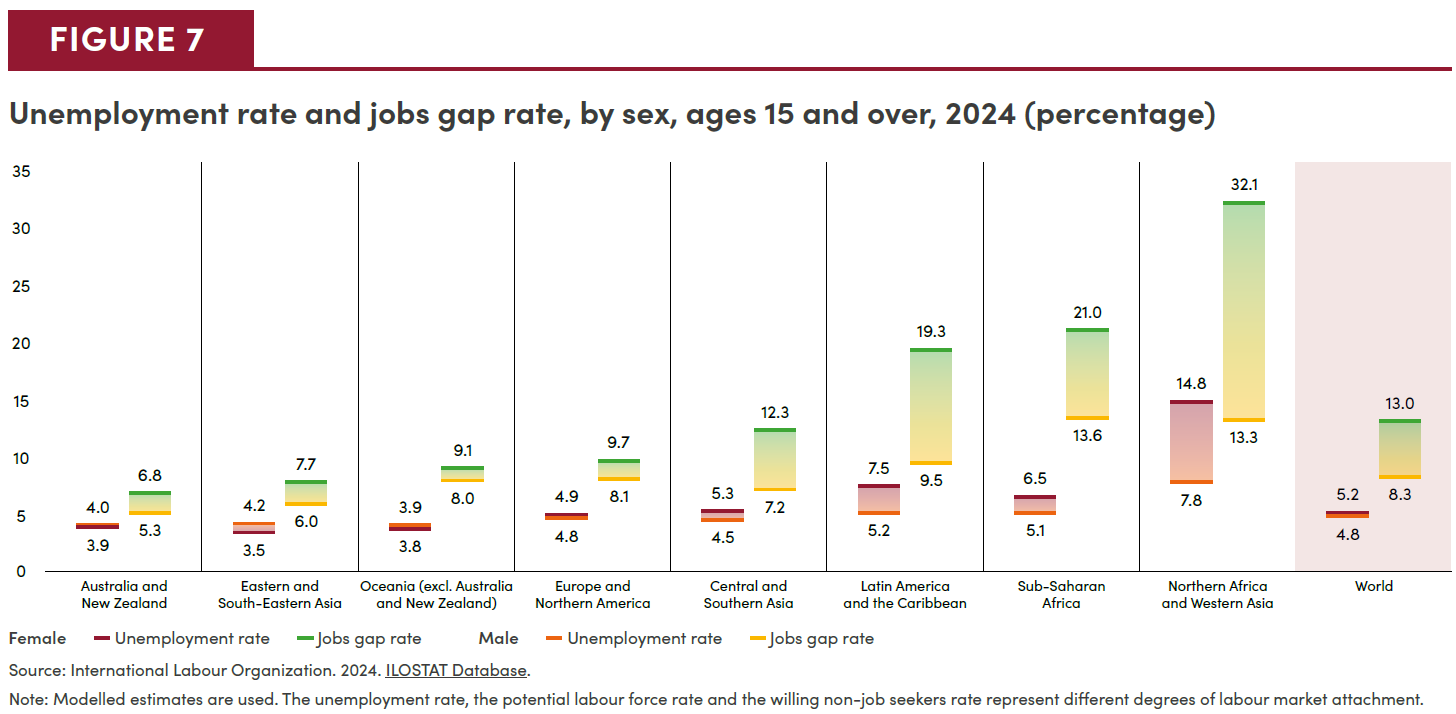 FIGURE 7
Unemployment rate and jobs gap rate, by sex, ages 15 and over, 2024 (percentage)
35
30
25
20
15
10
5
0
4.0
3.9
6.8
5.3
4.2
3.5
7.7
6.0
3.9
3.8
9.1
8.0
4.9
4.8
9.7
8.1
5.3
4.5
12.3
7.2
7.5
5.2
19.3
9.5
6.5
5.1
21.0
13.6
14.8
7.8
32.1
13.3
5.2
4.8
13.0
8.3
Australia and
New Zealand
Eastern and
South-Eastern Asia
Oceania (excl. Australia
and New Zealand)
Europe and
Northern America
Central and
Southern Asia
Latin America
and the Caribbean
Sub-Saharan
Africa
Northern Africa
and Western Asia
World
Female Unemployment rate Jobs gap rate Male Unemployment rate Jobs gap rate
Source: International Labour Organization. 2024. ILOSTAT Database.
Note: Modelled estimates are used. The unemployment rate, the potential labour force rate and the willing non-job seekers rate represent different degrees of labour market attachment.